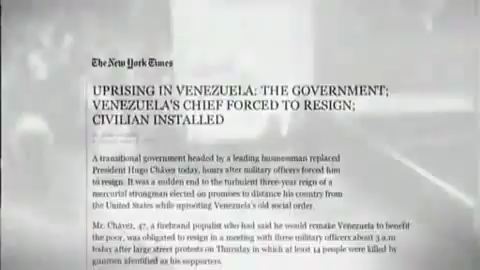 The New York Times
UPRISING IN VENEZUELA: THE GOVERNMENT;
VENEZUELA'S CHIEF FORCED TO RESIGN;
CIVILIAN INSTALLED
A transitional government headed by a leading businessman replaced
President Hugo Chávez today, hours after military officers forced him
to resign. It was a sudden end to the turbulent three-year reign of a
mercurial strongman elected on promises to distance his country from
the United States while uprooting Venezuela's old social order.
Mr. Chávez, 47, a firebrand populist who had said he would remake Venezuela to benefit
the poor, was obligated to resign in a meeting with three military officers about 3 a.m
today after large street protests on Thursday in which at least 14 people were killed by
gunmen identified as his supporters.